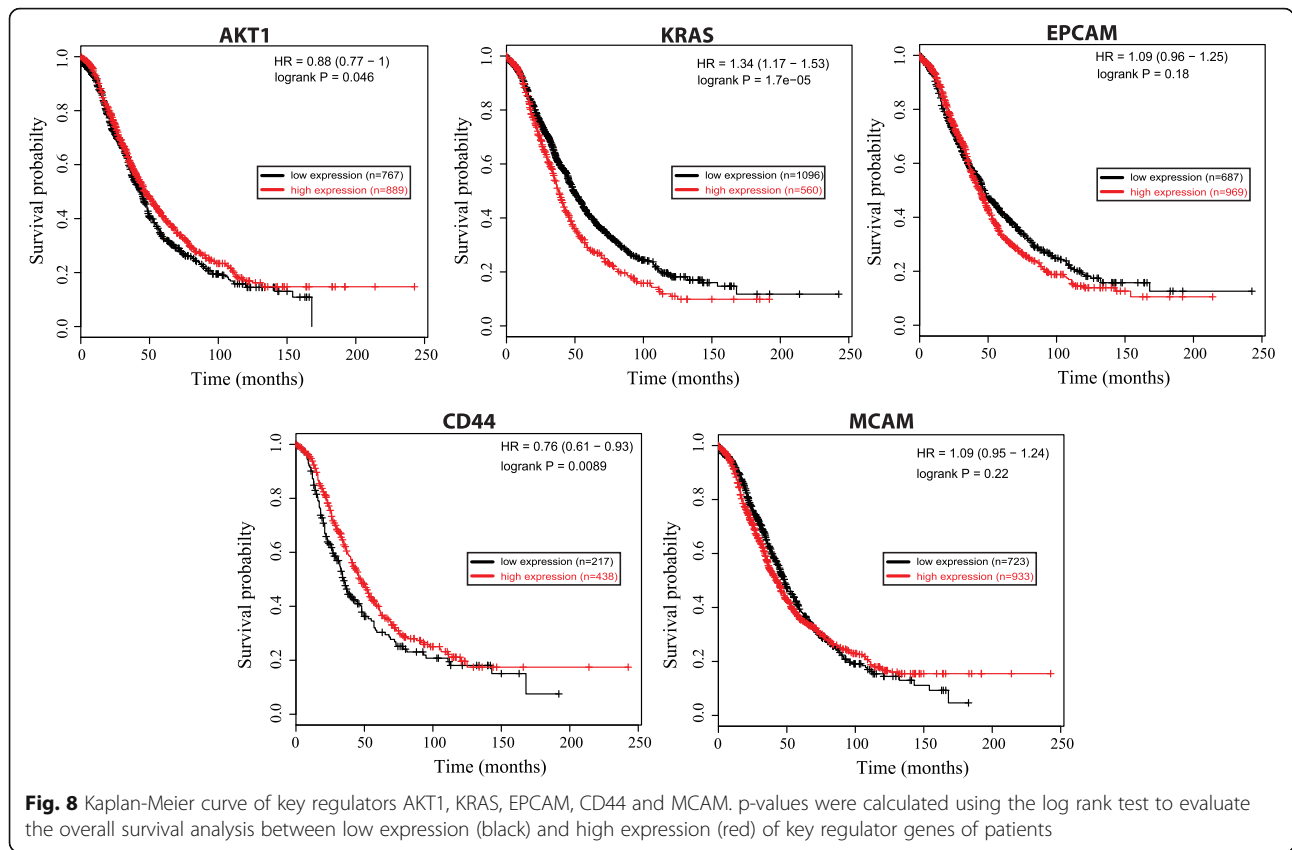 AKT1
HR = 0.88 (0.77 − 1)
logrank P = 0.046
low expression (n=767)
high expression (n=889)
Survival probabilty
0.0
0.2
0.4
0.6
0.8
1.0
0
50
100
150
200
250
Time (months)
KRAS
HR = 1.34 (1.17 − 1.53)
logrank P = 1.7e−05
low expression (n=1096)
high expression (n=560)
Survival probabilty
0.0
0.2
0.4
0.6
0.8
1.0
0
50
100
150
200
250
Time (months)
EPCAM
HR = 1.09 (0.96 − 1.25)
logrank P = 0.18
low expression (n=687)
high expression (n=969)
Survival probabilty
0.0
0.2
0.4
0.6
0.8
1.0
0
50
100
150
200
250
Time (months)
CD44
HR = 0.76 (0.61 − 0.93)
logrank P = 0.0089
low expression (n=217)
high expression (n=438)
Survival probabilty
0.0
0.2
0.4
0.6
0.8
1.0
0
50
100
150
200
250
Time (months)
MCAM
HR = 1.09 (0.95 − 1.24)
logrank P = 0.22
low expression (n=723)
high expression (n=933)
Survival probabilty
0.0
0.2
0.4
0.6
0.8
1.0
0
50
100
150
200
250
Time (months)
Fig. 8 Kaplan-Meier curve of key regulators AKT1, KRAS, EPCAM, CD44 and MCAM. p-values were calculated using the log rank test to evaluate
the overall survival analysis between low expression (black) and high expression (red) of key regulator genes of patients